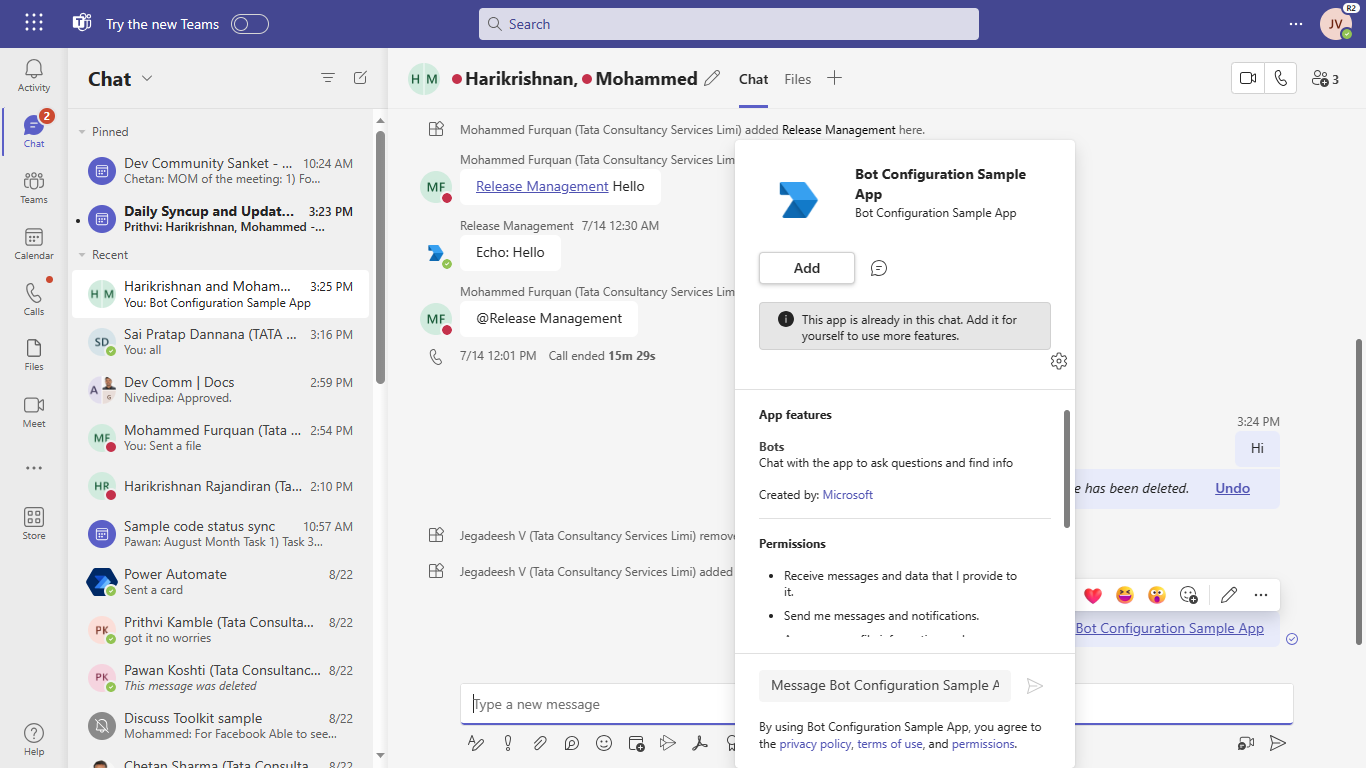 Try the new Teams
Search
R2
JV
Activity
2
Chat
Teams
Calendar
Calls
Files
Meet
Store
Help
Chat
Pinned
Dev Community Sanket - ... 10:24 AM
Chetan: MOM of the meeting: 1) Fo...
Daily Syncup and Updat... 3:23 PM
Prithvi: Harikrishnan, Mohammed -...
Recent
HM
Harikrishnan and Moham... 3:25 PM
You: Bot Configuration Sample App
SD
Sai Pratap Dannana (TATA ... 3:16 PM
You: all
A
G
Dev Comm | Docs 2:59 PM
Nivedipa: Approved.
MF
Mohammed Furquan (Tata ... 2:54 PM
You: Sent a file
HR
Harikrishnan Rajandiran (Ta... 2:10 PM
Sample code status sync 10:57 AM
Pawan: August Month Task 1) Task 3...
Power Automate 8/22
Sent a card
PK
Prithvi Kamble (Tata Consulta... 8/22
got it no worries
PK
Pawan Koshti (Tata Consultanc... 8/22
This message was deleted
Discuss Toolkit sample 8/22
Mohammed: For Facebook Able to see...
Chetan Sharma (Tata Consulta... 8/22
HM
Harikrishnan, Mohammed
Chat
Files
3
Mohammed Furquan (Tata Consultancy Services Limi) added Release Management here.
Mohammed Furquan (Tata Consultancy Services Lim
MF
Release Management Hello
Release Management 7/14 12:30 AM
Echo: Hello
Mohammed Furquan (Tata Consultancy Services Lim
MF
@Release Management
7/14 12:01 PM Call ended 15m 29s
3:24 PM
Hi
e has been deleted. Undo
Jegadeesh V (Tata Consultancy Services Limi) remove
Jegadeesh V (Tata Consultancy Services Limi) added
Bot Configuration Sample App
Type a new message
Bot Configuration Sample
App
Bot Configuration Sample App
Add
This app is already in this chat. Add it for
yourself to use more features.
App features
Bots
Chat with the app to ask questions and find info
Created by: Microsoft
Permissions
• Receive messages and data that I provide to
it.
• Send me messages and notifications.
Message Bot Configuration Sample A
By using Bot Configuration Sample App, you agree to
the privacy policy, terms of use, and permissions.